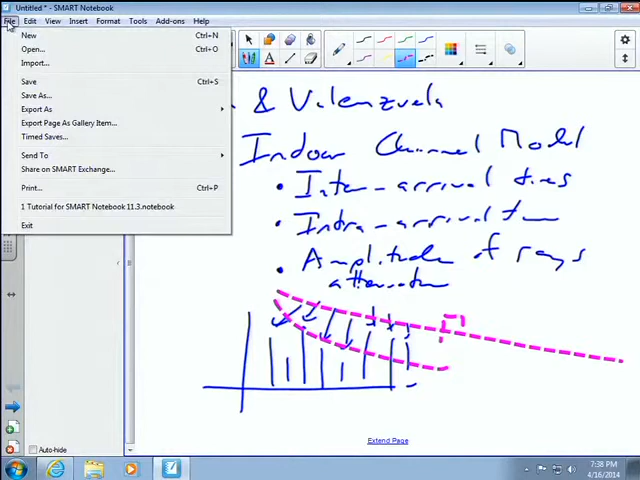 Untitled * - SMART Notebook
File Edit View Insert Format Tools Add-ons Help
New Ctrl+N
Open... Ctrl+O
Import...
Save Ctrl+S
Save As...
Export As
Export Page As Gallery Item...
Timed Saves...
Send To
Share on SMART Exchange...
Print... Ctrl+P
1 Tutorial for SMART Notebook 11.3.notebook
Exit
& Valenzuela
Indoor Channel Model
• Inter-arrival times
• Intra-arrival time
• Amplitude of rays
Extend Page
Auto-hide
7:38 PM
4/16/2014